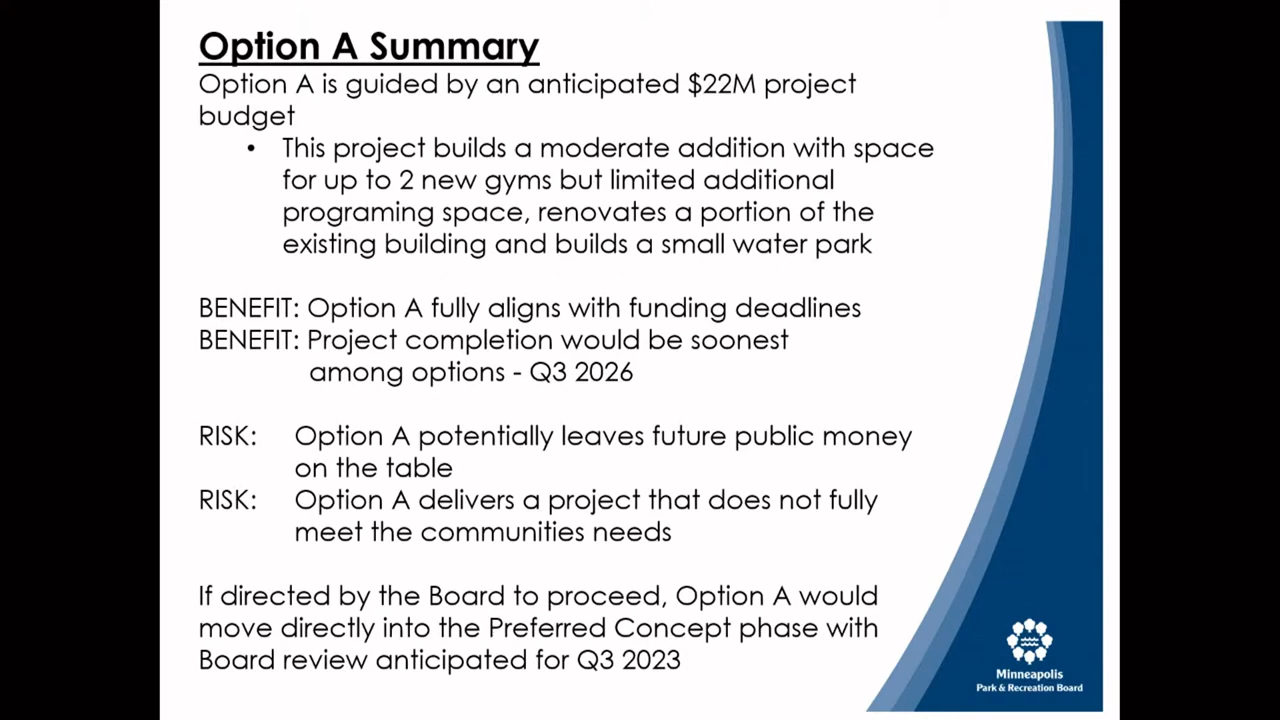 Option A Summary
Option A is guided by an anticipated $22M project
budget
• This project builds a moderate addition with space
for up to 2 new gyms but limited additional
programing space, renovates a portion of the
existing building and builds a small water park
BENEFIT: Option A fully aligns with funding deadlines
BENEFIT: Project completion would be soonest
among options - Q3 2026
RISK: Option A potentially leaves future public money
on the table
RISK: Option A delivers a project that does not fully
meet the communities needs
If directed by the Board to proceed, Option A would
move directly into the Preferred Concept phase with
Board review anticipated for Q3 2023
Minneapolis
Park & Recreation Board